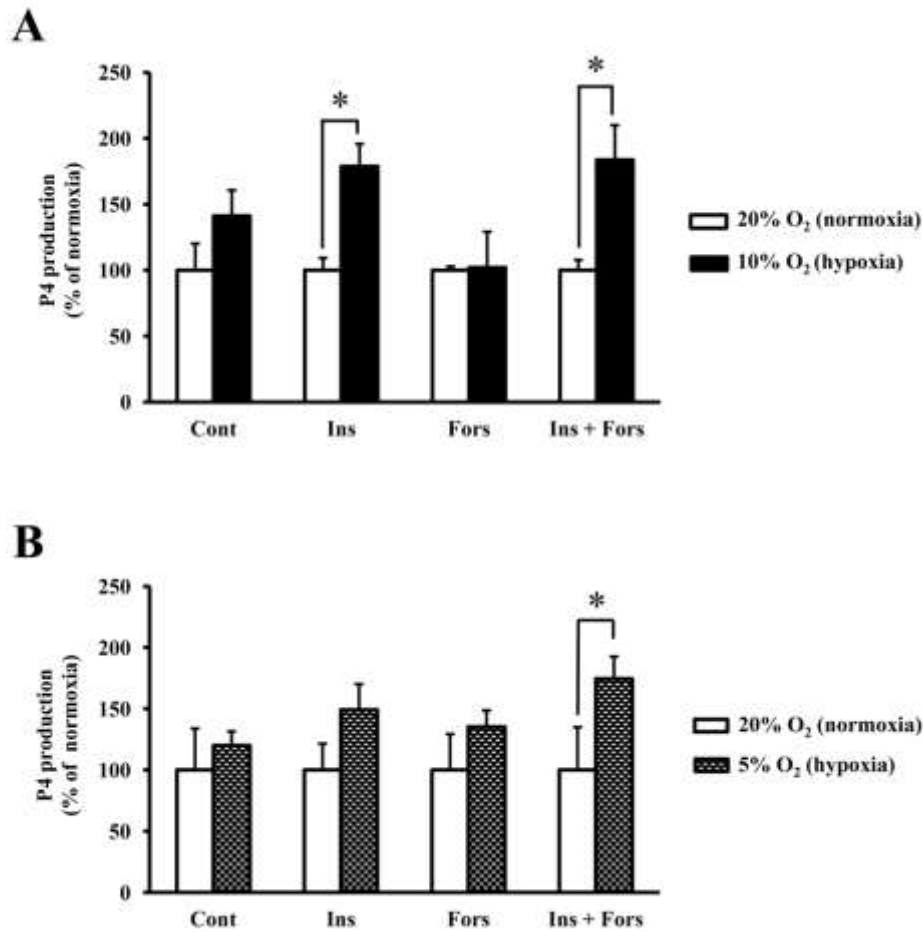 A
250
200
150
100
50
0
P4 production
(% of normoxia)
*
*
Cont Ins Fors Ins + Fors
20% O₂ (normoxia)
10% O₂ (hypoxia)
B
250
200
150
100
50
0
P4 production
(% of normoxia)
*
Cont Ins Fors Ins + Fors
20% O₂ (normoxia)
5% O₂ (hypoxia)